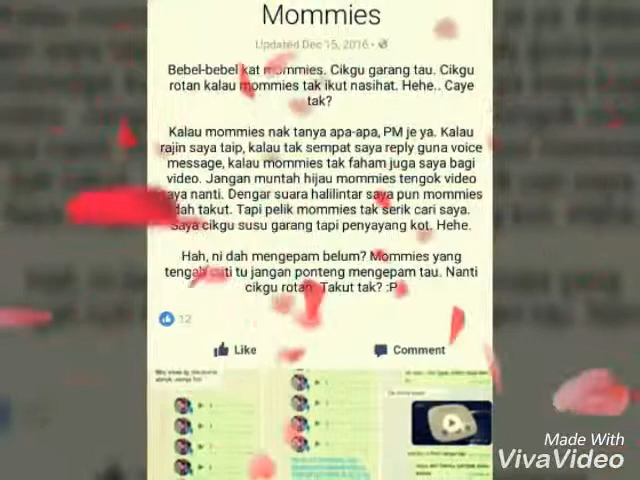 Mommies
Updated Dec 15, 2016 •
Bebel-bebel kat mommies. Cikgu garang tau. Cikgu
rotan kalau mommies tak ikut nasihat. Hehe.. Caye
tak?
Kalau mommies nak tanya apa-apa, PM je ya. Kalau
rajin saya taip, kalau tak sempat saya reply guna voice
message, kalau mommies tak faham juga saya bagi
video. Jangan muntah hijau mommies tengok video
saya nanti. Dengar suara halilintar saya pun mommies
dah takut. Tapi pelik mommies tak serik cari saya.
Saya cikgu susu garang tapi penyayang kot. Hehe.
Hah, ni dah mengepam belum? Mommies yang
tengah cuti tu jangan ponteng mengepam tau. Nanti
cikgu rotan. Takut tak? :P
12
Like
Comment
Made With
VivaVideo